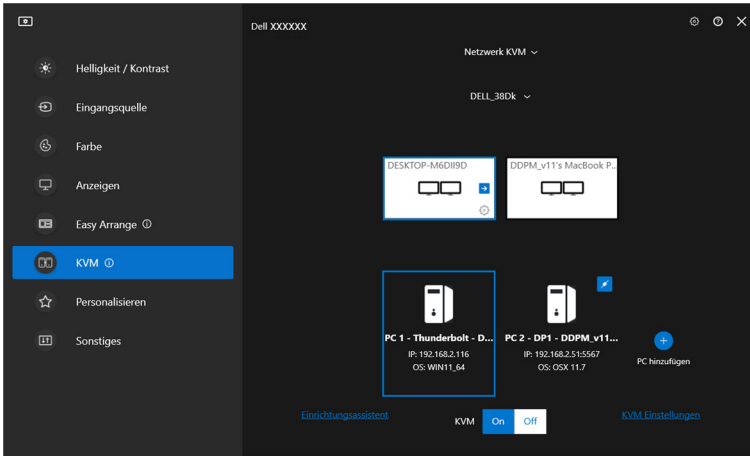 Dell XXXXXX
Netzwerk KVM
DELL_38Dk
Helligkeit / Kontrast
Eingangsquelle
Farbe
Anzeigen
Easy Arrange
KVM
Personalisieren
Sonstiges
DESKTOP-M6DII9D
DDPM_v11's MacBook P...
PC 1 - Thunderbolt - D...
IP: 192.168.2.116
OS: WIN11_64
PC 2 - DP1 - DDPM_v11...
IP: 192.168.2.51:5567
OS: OSX 11.7
PC hinzufügen
Einrichtungsassistent
KVM On Off
KVM Einstellungen